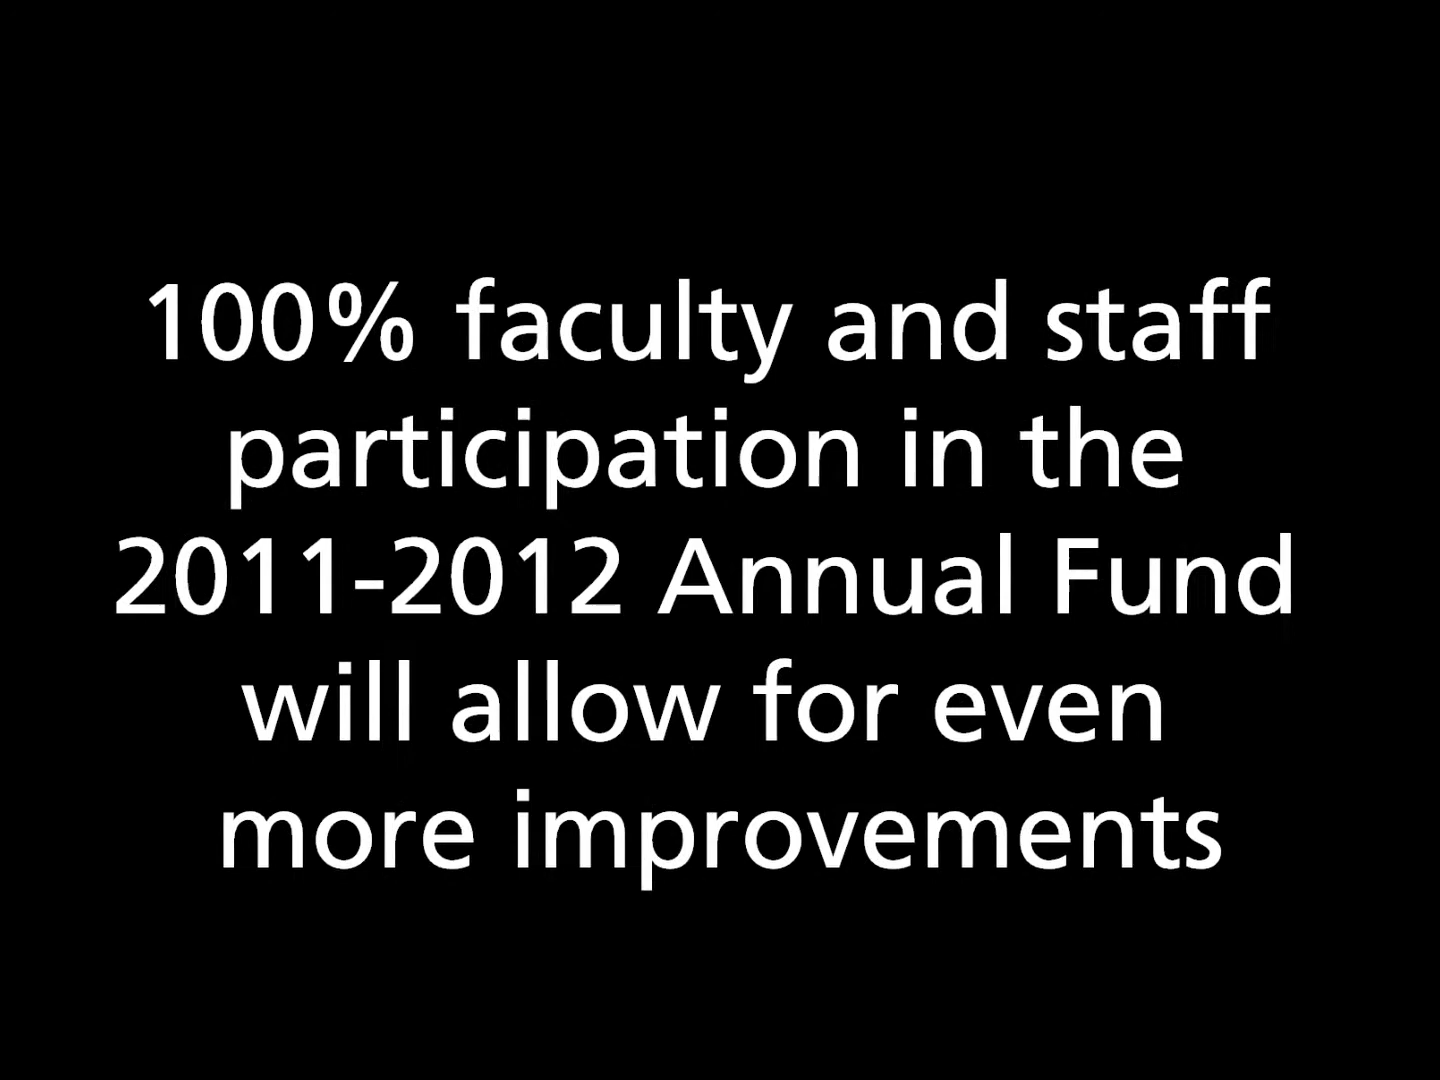 100% faculty and staff
participation in the
2011-2012 Annual Fund
will allow for even
more improvements